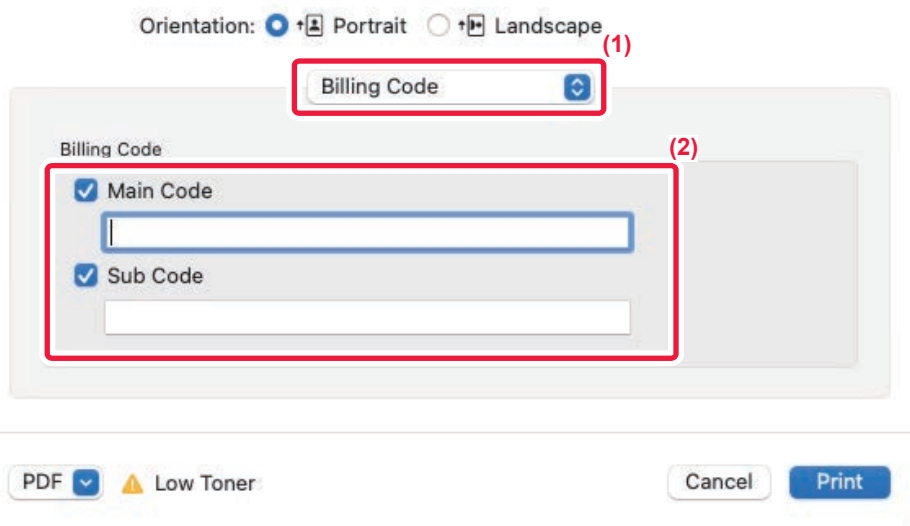 Orientation: Portrait Landscape
(1)
Billing Code
Billing Code
(2)
Main Code
Sub Code
PDF Low Toner Cancel Print